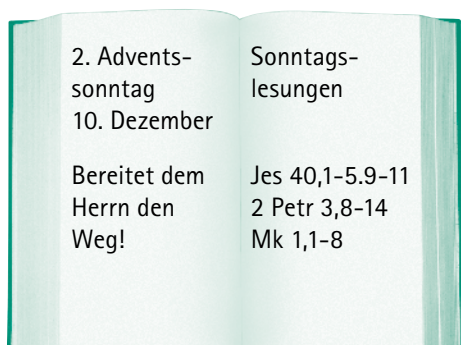 2. Advents-
sonntag
10. Dezember
Bereitet dem
Herrn den
Weg!
Sonntags-
lesungen
Jes 40,1-5.9-11
2 Petr 3,8-14
Mk 1,1-8